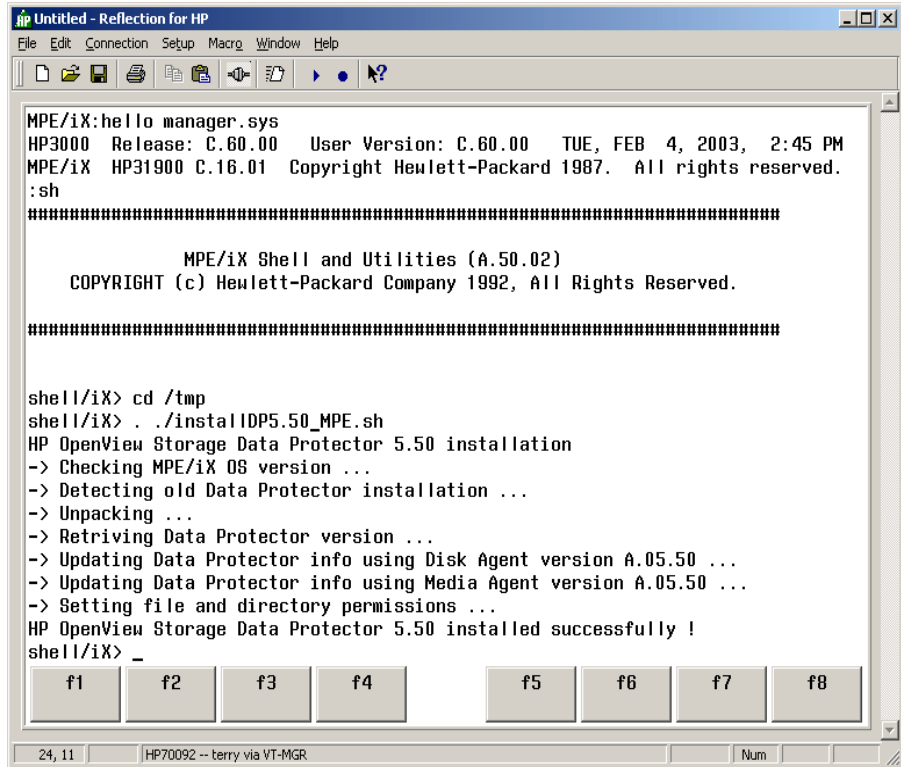 Untitled - Reflection for HP
File Edit Connection Setup Macro Window Help
MPE/iX:hello manager.sys
HP3000  Release: C.60.00   User Version: C.60.00   TUE, FEB  4, 2003,  2:45 PM
MPE/iX  HP31900 C.16.01  Copyright Hewlett-Packard 1987.  All rights reserved.
:sh
########################################################################
MPE/iX Shell and Utilities (A.50.02)
COPYRIGHT (c) Hewlett-Packard Company 1992, All Rights Reserved.
########################################################################
shell/iX> cd /tmp
shell/iX> . ./installDP5.50_MPE.sh
HP OpenView Storage Data Protector 5.50 installation
-> Checking MPE/iX OS version ...
-> Detecting old Data Protector installation ...
-> Unpacking ...
-> Retriving Data Protector version ...
-> Updating Data Protector info using Disk Agent version A.05.50 ...
-> Updating Data Protector info using Media Agent version A.05.50 ...
-> Setting file and directory permissions ...
HP OpenView Storage Data Protector 5.50 installed successfully !
shell/iX> _
f1 f2 f3 f4 f5 f6 f7 f8
24, 11 HP70092 -- terry via VT-MGR Num